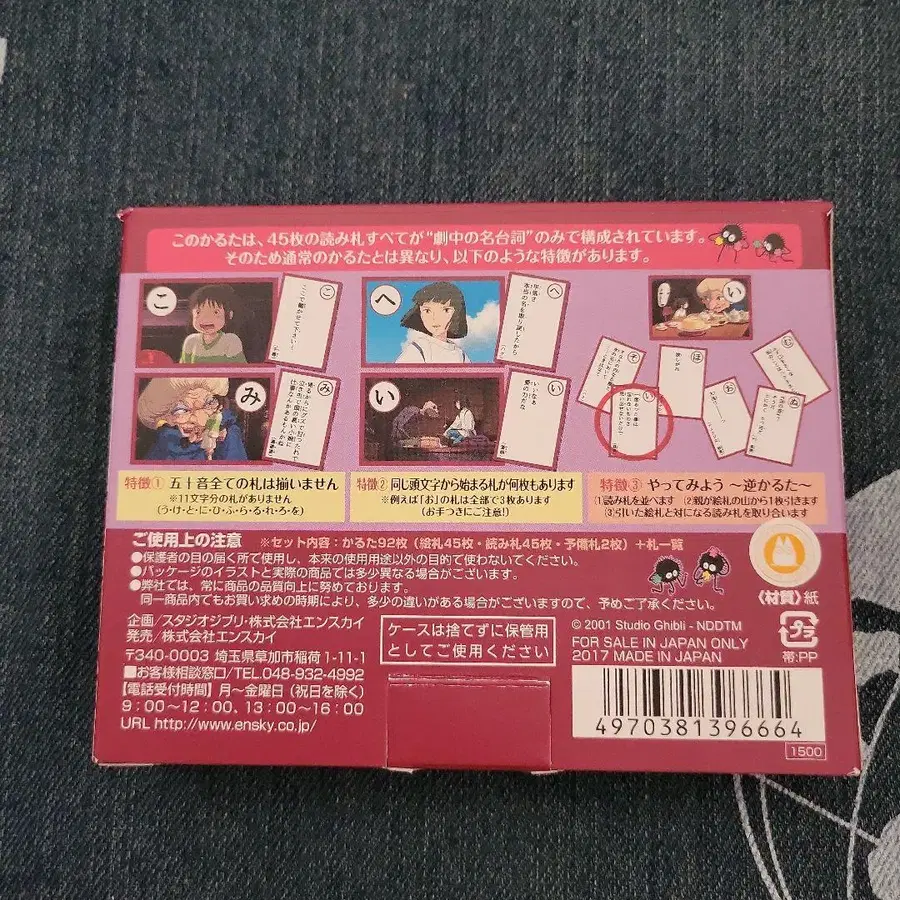 このかるたは、45枚の読み札すべてが“劇中の名台詞”のみで構成されています。
そのため通常のかるたとは異なり、以下のような特徴があります。
こ
こ
ここで働かせて下さい!
へ
へ
い
み
み
い
い
そ
ほ
む
い
お
ぬ
特徴① 五十音全ての札は揃いません
※11文字分の札がありません
(う・け・と・に・ひ・ふ・ら・る・れ・ろ・を)
特徴② 同じ頭文字から始まる札が何枚もあります
※例えば「お」の札は全部で3枚あります
(お手つきにご注意!)
特徴③ やってみよう ~逆かるた~
(1)読み札を並べます (2)親が絵札の山から1枚引きます
(3)引いた絵札と対になる読み札を取り合います
ご使用上の注意 ※セット内容:かるた92枚(絵札45枚・読み札45枚・予備札2枚)+札一覧
●保護者の目の届く所で使用し、本来の使用用途以外の目的で使わないでください。
●パッケージのイラストと実際の商品では多少異なる場合がございます。
●弊社では、常に商品の品質向上に努めております。
同一商品内でもお買い求めの時期により、多少の違いがある場合がございますので、予めご了承ください。
企画/スタジオジブリ・株式会社エンスカイ
発売/株式会社エンスカイ
〒340-0003 埼玉県草加市稲荷1-11-1
■お客様相談窓口/TEL.048-932-4992
【電話受付時間】月~金曜日(祝日を除く)
9:00~12:00、13:00~16:00
URL http://www.ensky.co.jp/
ケースは捨てずに保管用
としてご使用ください
〈材質〉紙
プラ
帯:PP
© 2001 Studio Ghibli・NDDTM
FOR SALE IN JAPAN ONLY
2017 MADE IN JAPAN
4970381396664
1500